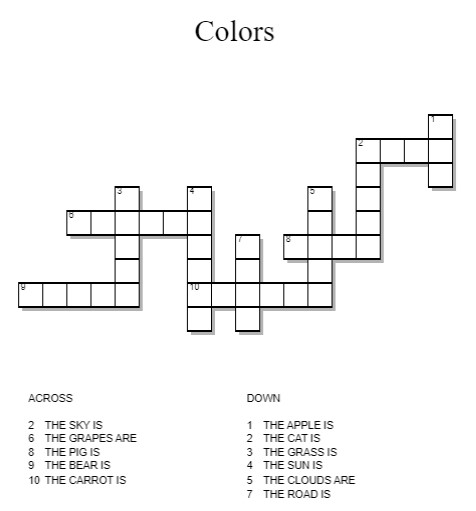 Colors
1
2
3
4
5
6
7
8
9
10
ACROSS
2 THE SKY IS
6 THE GRAPES ARE
8 THE PIG IS
9 THE BEAR IS
10 THE CARROT IS
DOWN
1 THE APPLE IS
2 THE CAT IS
3 THE GRASS IS
4 THE SUN IS
5 THE CLOUDS ARE
7 THE ROAD IS